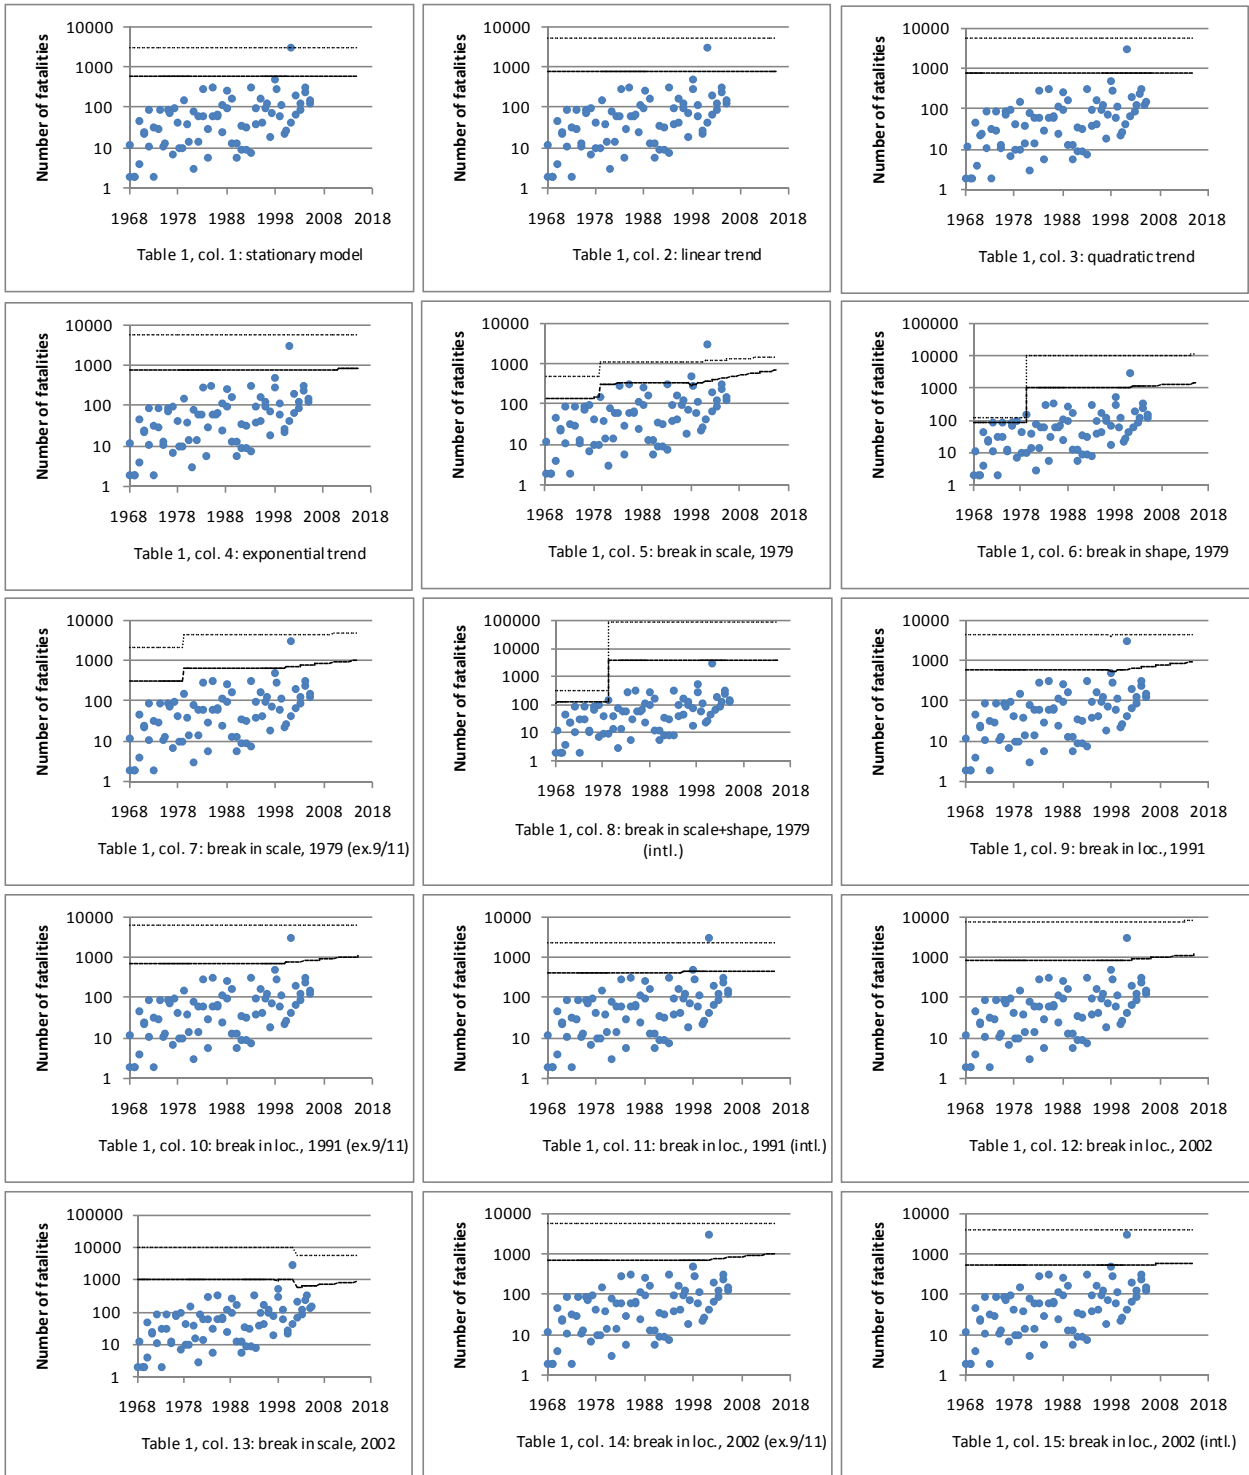 Number of fatalities
10000
1000
100
10
1
1968 1978 1988 1998 2008 2018
Table 1, col. 1: stationary model
Number of fatalities
10000
1000
100
10
1
1968 1978 1988 1998 2008 2018
Table 1, col. 2: linear trend
Number of fatalities
10000
1000
100
10
1
1968 1978 1988 1998 2008 2018
Table 1, col. 3: quadratic trend
Number of fatalities
10000
1000
100
10
1
1968 1978 1988 1998 2008 2018
Table 1, col. 4: exponential trend
Number of fatalities
10000
1000
100
10
1
1968 1978 1988 1998 2008 2018
Table 1, col. 5: break in scale, 1979
Number of fatalities
100000
10000
1000
100
10
1
1968 1978 1988 1998 2008 2018
Table 1, col. 6: break in shape, 1979
Number of fatalities
10000
1000
100
10
1
1968 1978 1988 1998 2008 2018
Table 1, col. 7: break in scale, 1979 (ex.9/11)
Number of fatalities
100000
10000
1000
100
10
1
1968 1978 1988 1998 2008 2018
Table 1, col. 8: break in scale+shape, 1979
(intl.)
Number of fatalities
10000
1000
100
10
1
1968 1978 1988 1998 2008 2018
Table 1, col. 9: break in loc., 1991
Number of fatalities
10000
1000
100
10
1
1968 1978 1988 1998 2008 2018
Table 1, col. 10: break in loc., 1991 (ex.9/11)
Number of fatalities
10000
1000
100
10
1
1968 1978 1988 1998 2008 2018
Table 1, col. 11: break in loc., 1991 (intl.)
Number of fatalities
10000
1000
100
10
1
1968 1978 1988 1998 2008 2018
Table 1, col. 12: break in loc., 2002
Number of fatalities
100000
10000
1000
100
10
1
1968 1978 1988 1998 2008 2018
Table 1, col. 13: break in scale, 2002
Number of fatalities
10000
1000
100
10
1
1968 1978 1988 1998 2008 2018
Table 1, col. 14: break in loc., 2002 (ex.9/11)
Number of fatalities
10000
1000
100
10
1
1968 1978 1988 1998 2008 2018
Table 1, col. 15: break in loc., 2002 (intl.)